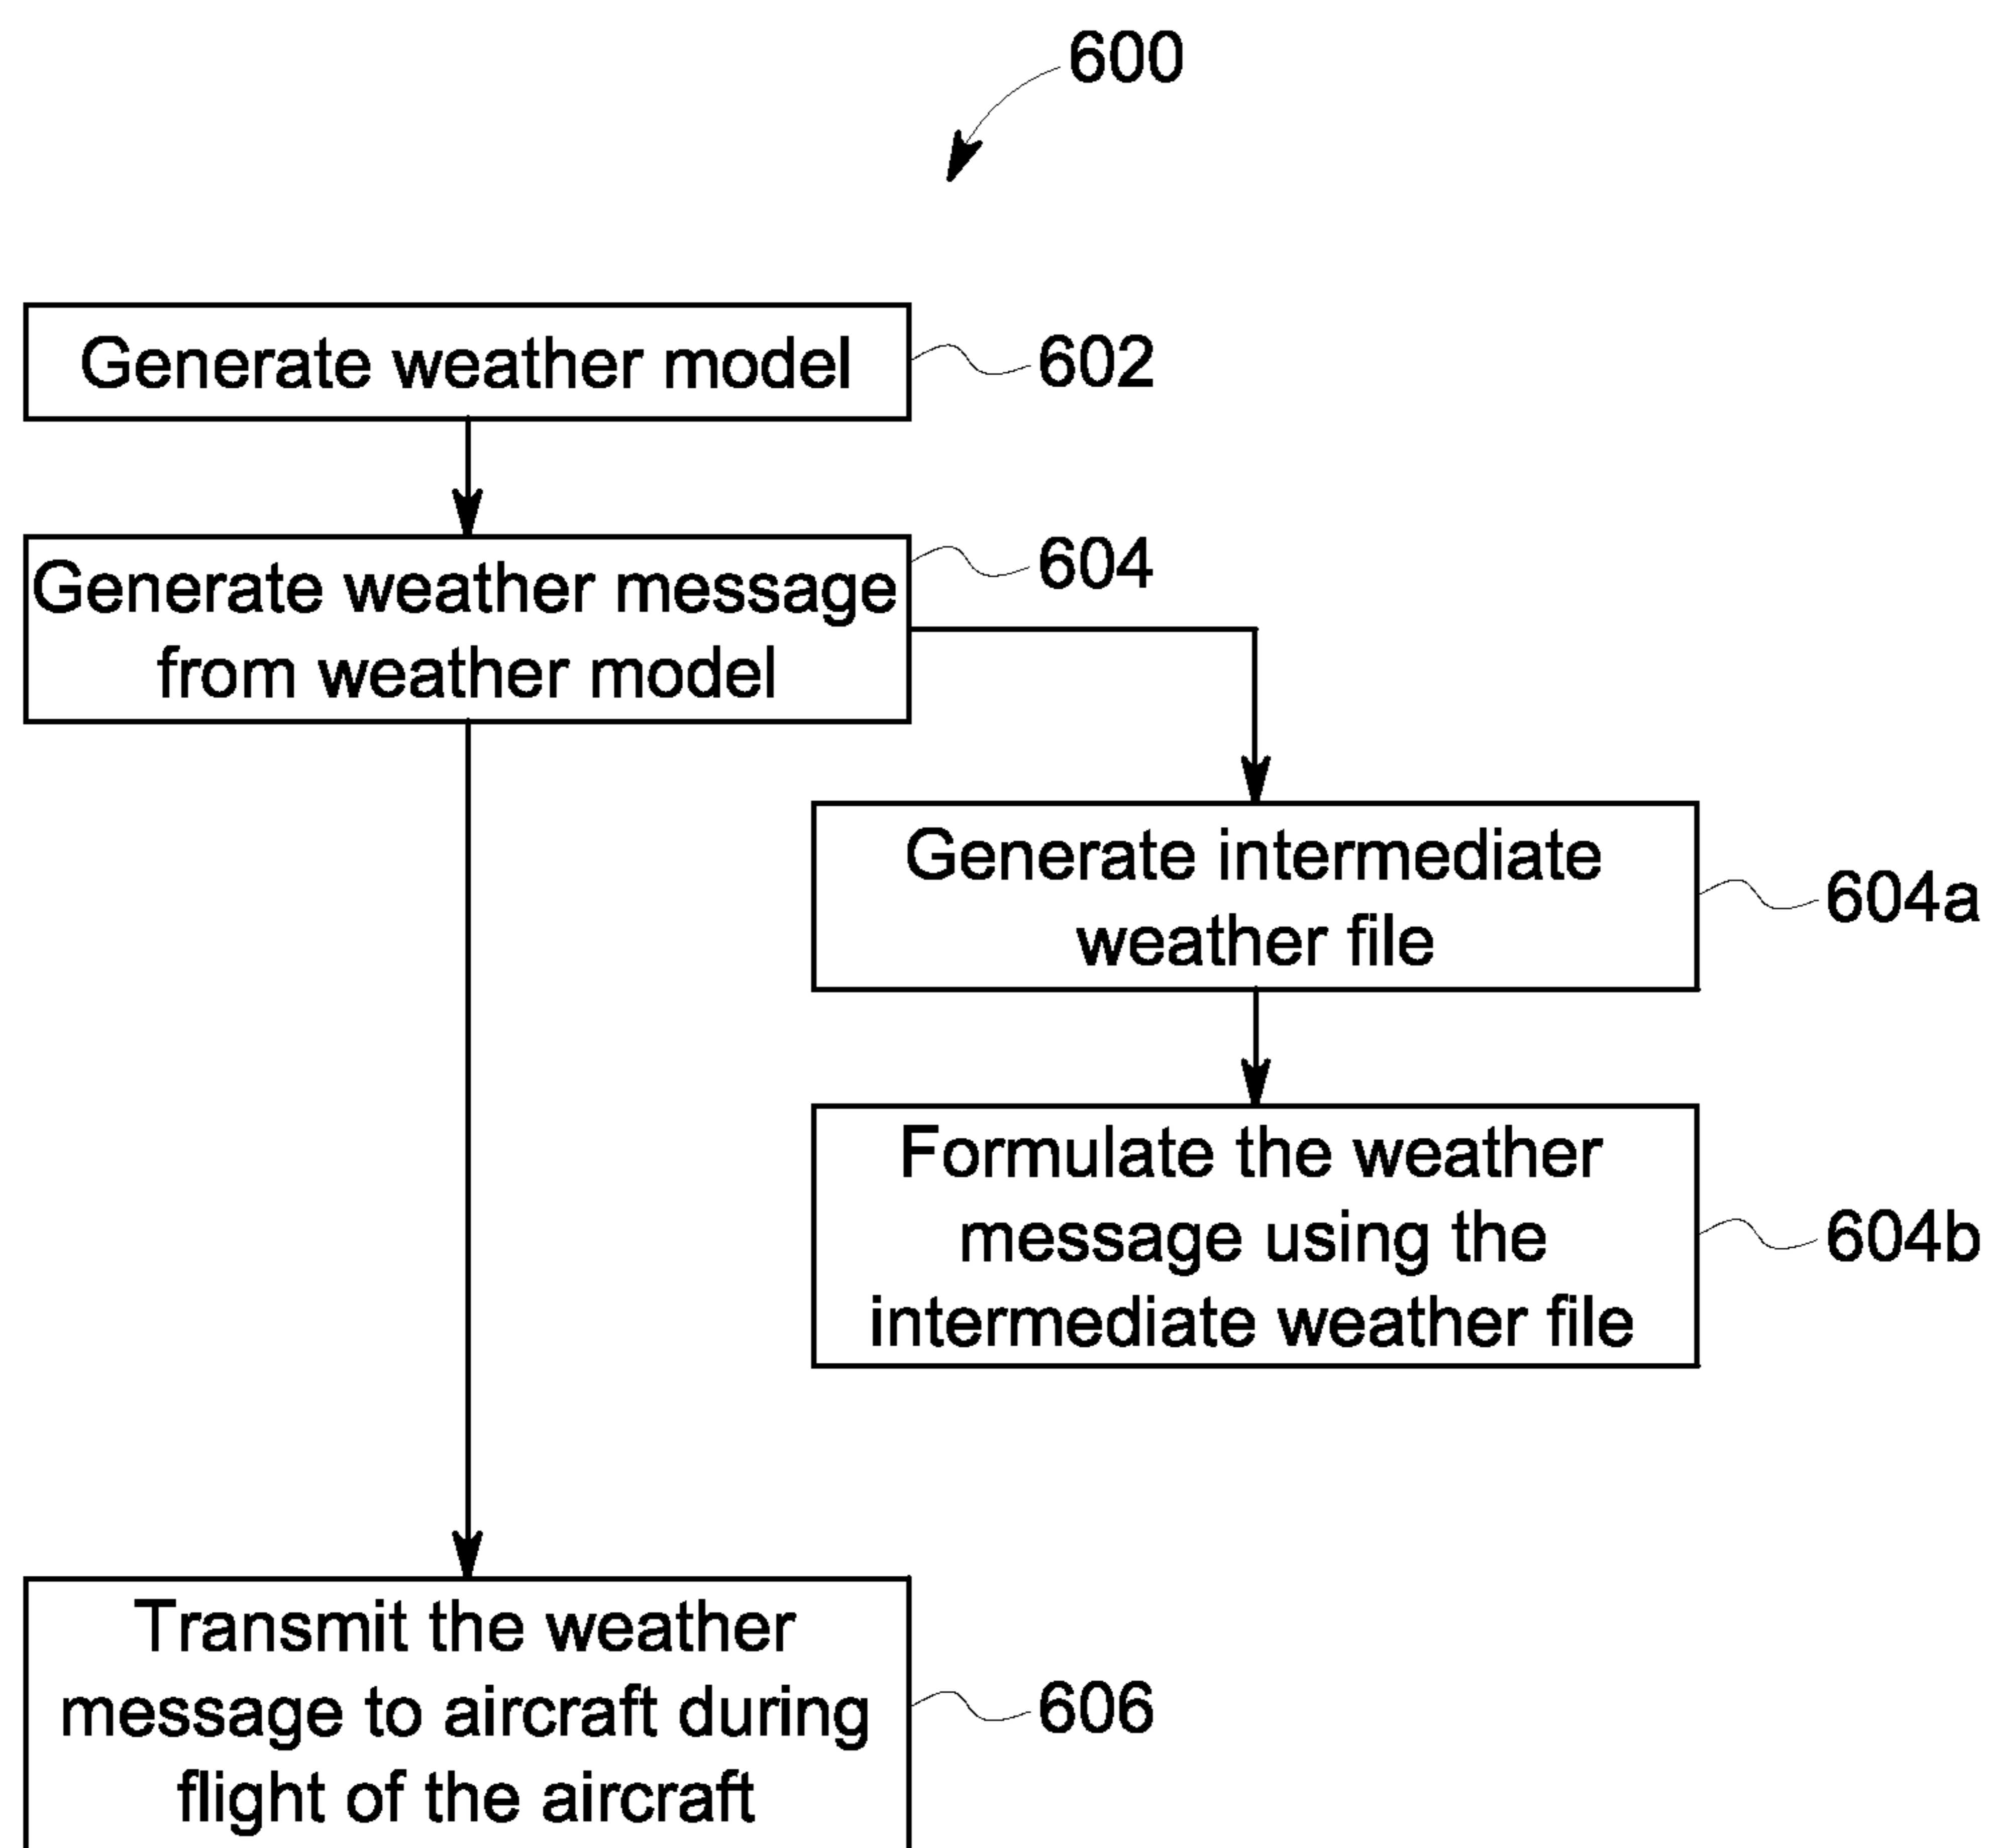 600
Generate weather model
602
Generate weather message
from weather model
604
Generate intermediate
weather file
604a
Formulate the weather
message using the
intermediate weather file
604b
Transmit the weather
message to aircraft during
flight of the aircraft
606